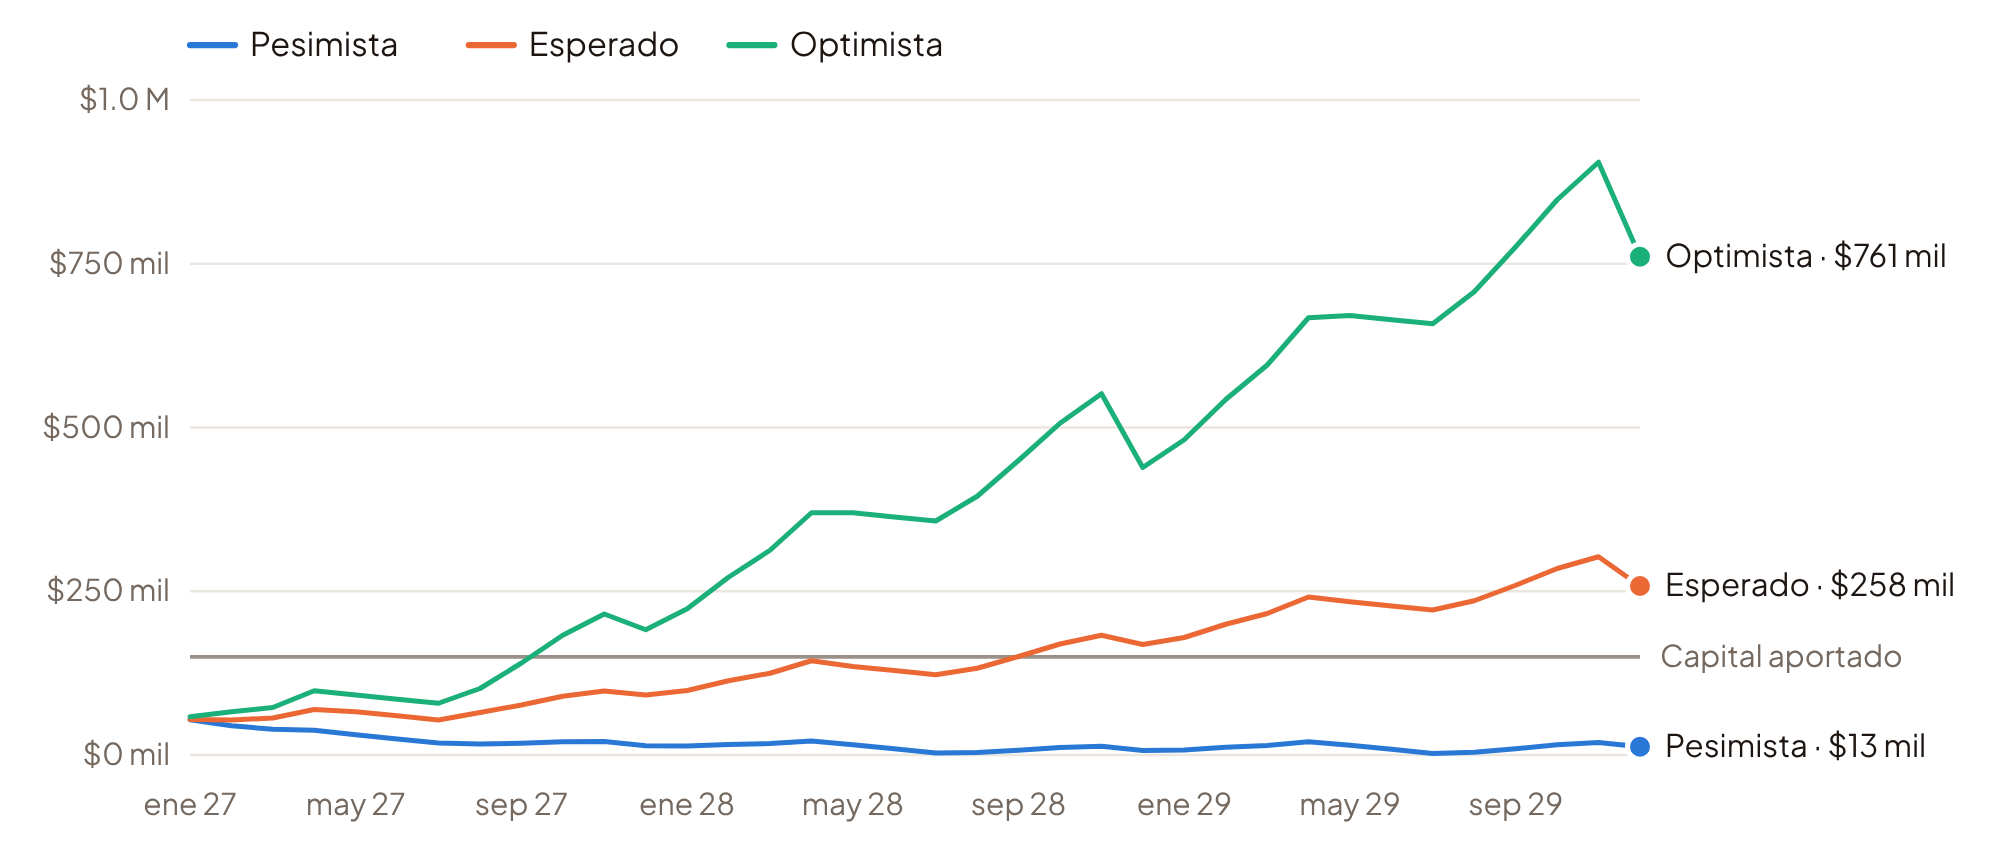 Pesimista Esperado Optimista
$1.0 M
$750 mil
Optimista · $761 mil
$500 mil
$250 mil
Esperado · $258 mil
Capital aportado
$0 mil
Pesimista · $13 mil
ene 27 may 27 sep 27 ene 28 may 28 sep 28 ene 29 may 29 sep 29